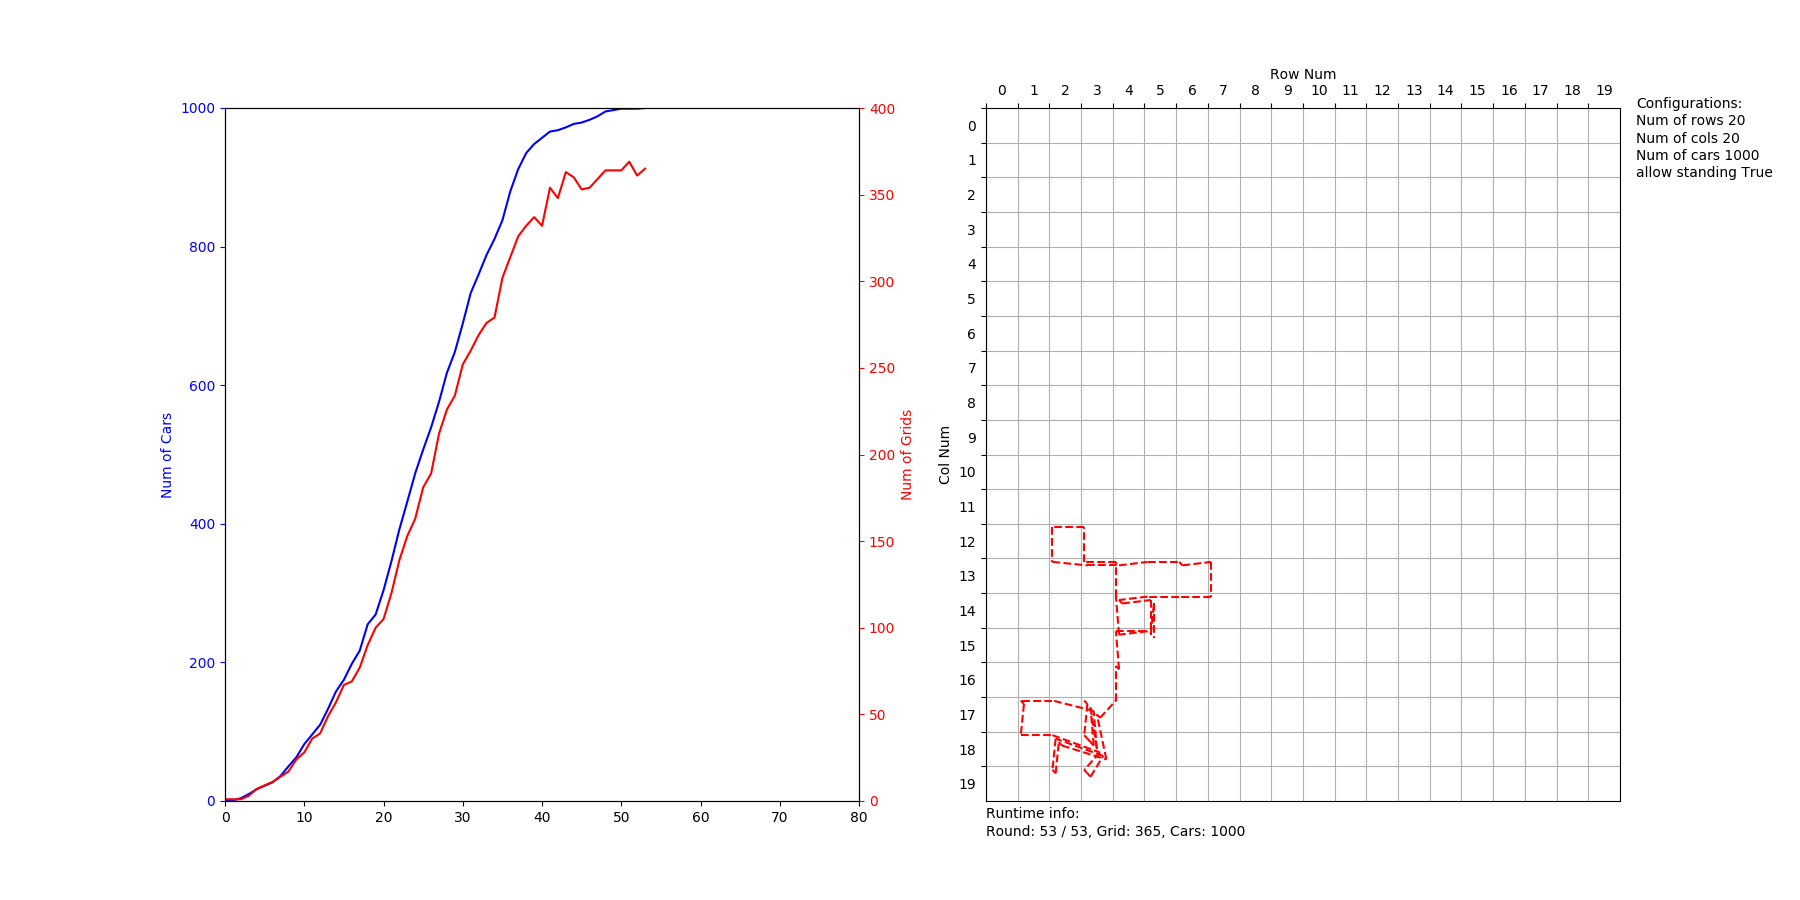 Row Num
0 1 2 3 4 5 6 7 8 9 10 11 12 13 14 15 16 17 18 19
Configurations:
Num of rows 20
Num of cols 20
Num of cars 1000
allow standing True
1000
800
600
400
200
0
Num of Cars
0 10 20 30 40 50 60 70 80
400
350
300
250
200
150
100
50
0
Num of Grids
Col Num
0
1
2
3
4
5
6
7
8
9
10
11
12
13
14
15
16
17
18
19
Runtime info:
Round: 53 / 53, Grid: 365, Cars: 1000